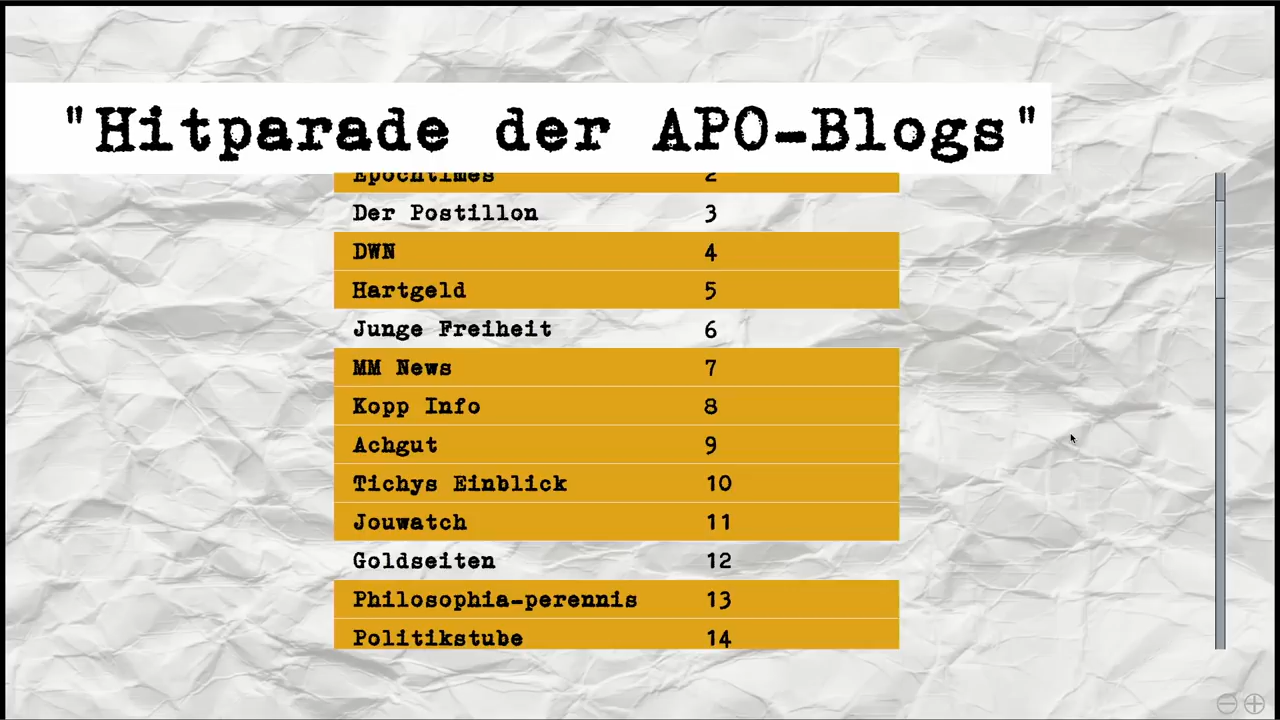 "Hitparade der APO-Blogs"
Epochtimes 2
Der Postillon 3
DWN 4
Hartgeld 5
Junge Freiheit 6
MM News 7
Kopp Info 8
Achgut 9
Tichys Einblick 10
Jouwatch 11
Goldseiten 12
Philosophia-perennis 13
Politikstube 14